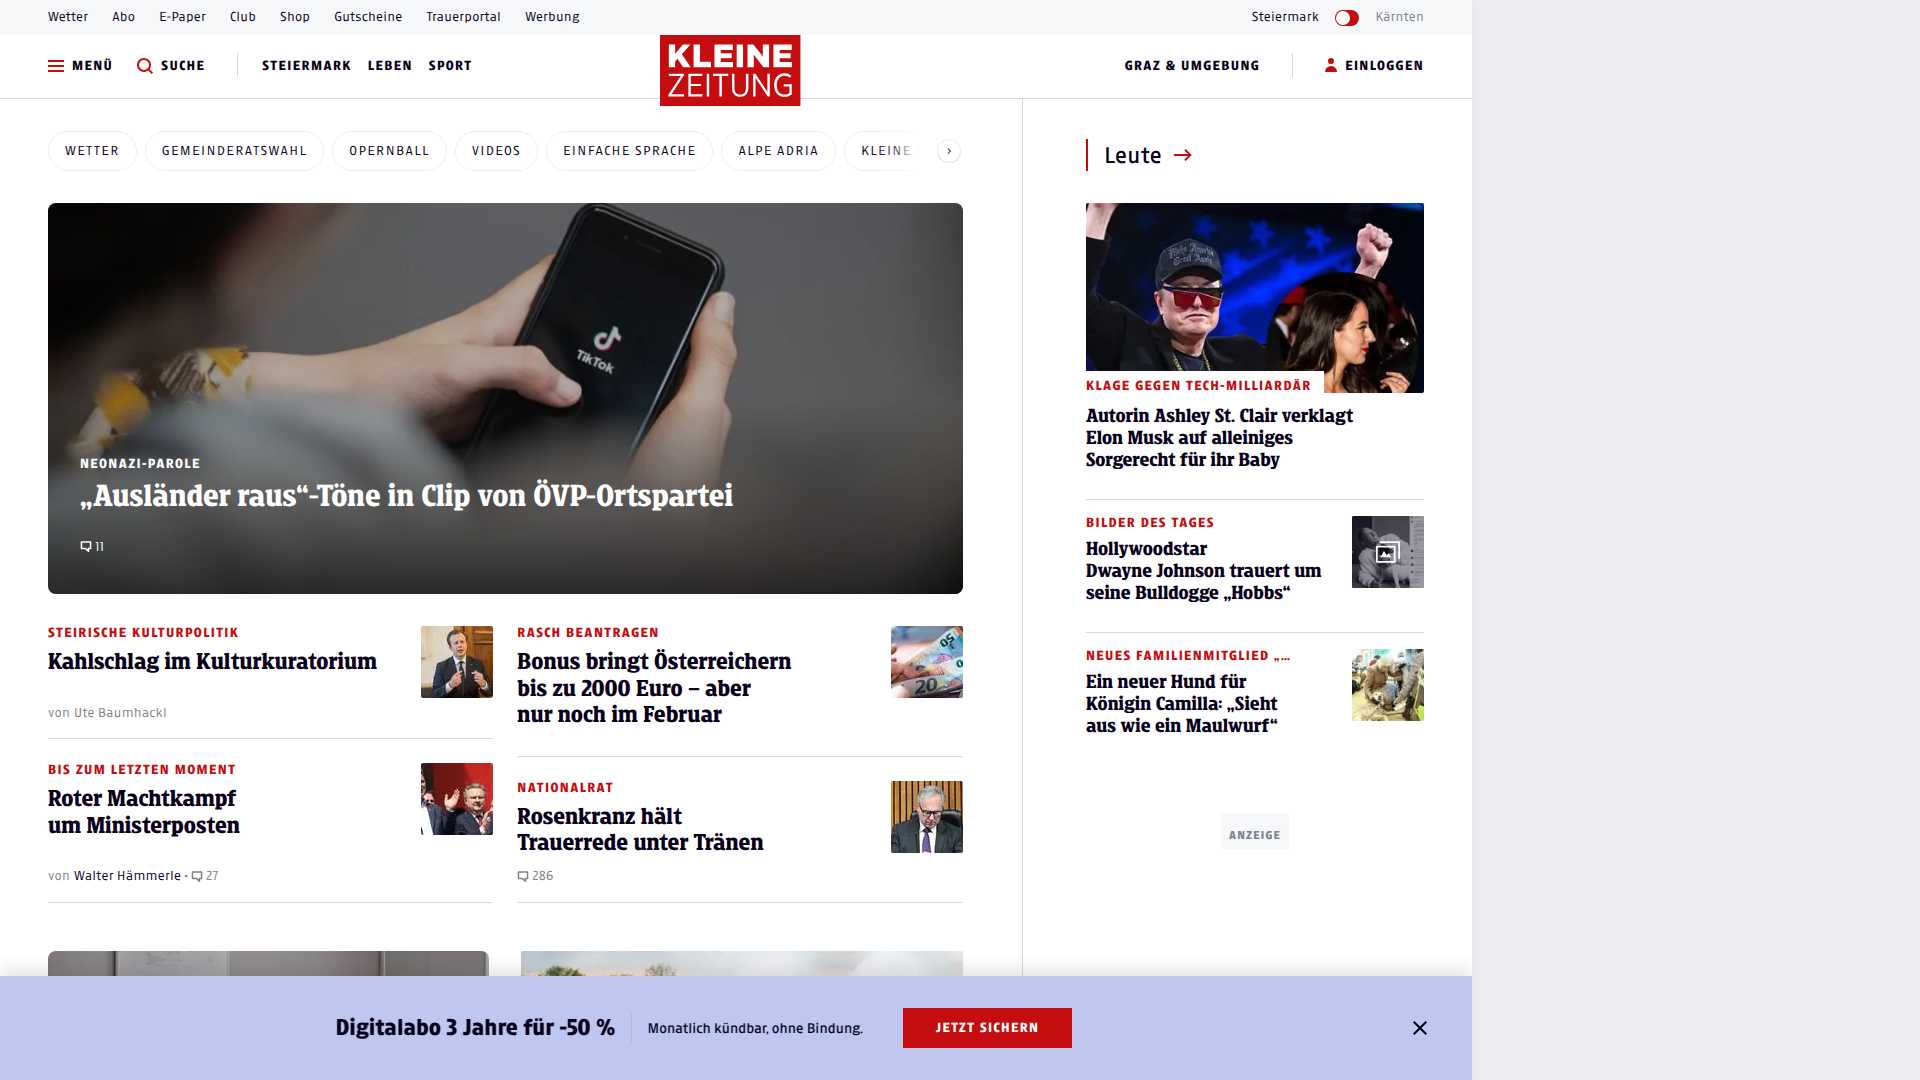 Wetter Abo E-Paper Club Shop Gutscheine Trauerportal Werbung Steiermark Kärnten
MENÜ SUCHE STEIERMARK LEBEN SPORT KLEINE ZEITUNG GRAZ & UMGEBUNG EINLOGGEN
WETTER GEMEINDERATSWAHL OPERNBALL VIDEOS EINFACHE SPRACHE ALPE ADRIA KLEINE
TikTok
NEONAZI-PAROLE
„Ausländer raus“-Töne in Clip von ÖVP-Ortspartei
11
STEIRISCHE KULTURPOLITIK
Kahlschlag im Kulturkuratorium
von Ute Baumhackl
RASCH BEANTRAGEN
Bonus bringt Österreichern
bis zu 2000 Euro – aber
nur noch im Februar
BIS ZUM LETZTEN MOMENT
Roter Machtkampf
um Ministerposten
von Walter Hämmerle · 27
NATIONALRAT
Rosenkranz hält
Trauerrede unter Tränen
286
Leute
KLAGE GEGEN TECH-MILLIARDÄR
Autorin Ashley St. Clair verklagt
Elon Musk auf alleiniges
Sorgerecht für ihr Baby
BILDER DES TAGES
Hollywoodstar
Dwayne Johnson trauert um
seine Bulldogge „Hobbs“
NEUES FAMILIENMITGLIED „…
Ein neuer Hund für
Königin Camilla: „Sieht
aus wie ein Maulwurf“
ANZEIGE
Digitalabo 3 Jahre für -50 % Monatlich kündbar, ohne Bindung. JETZT SICHERN